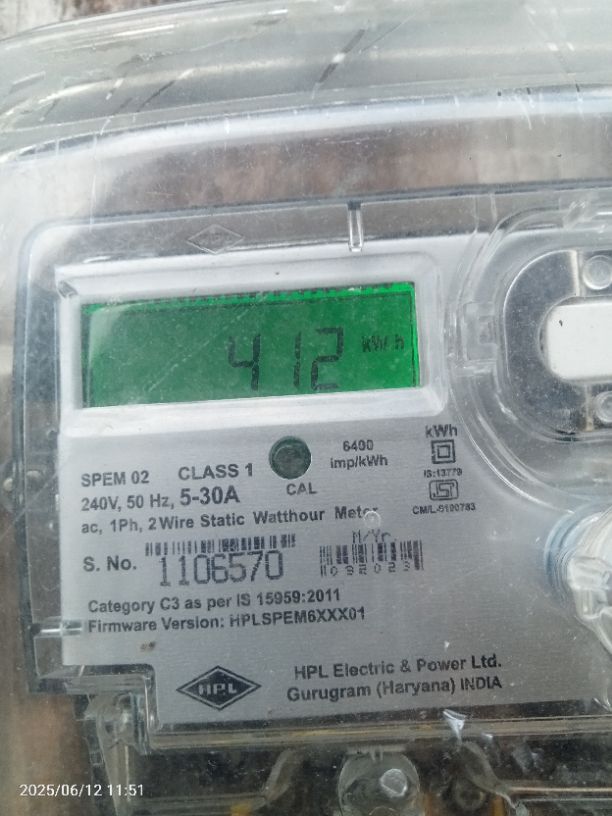 412 kWh
6400
imp/kWh
kWh
SPEM 02 CLASS 1
CAL
IS:13779
240V, 50 Hz, 5-30A
CM/L-5100783
ac, 1Ph, 2 Wire Static Watthour Meter
M/Yr.
S. No. 1106570
092023
Category C3 as per IS 15959:2011
Firmware Version: HPLSPEM6XXX01
HPL
HPL Electric & Power Ltd.
Gurugram (Haryana) INDIA
2025/06/12 11:51